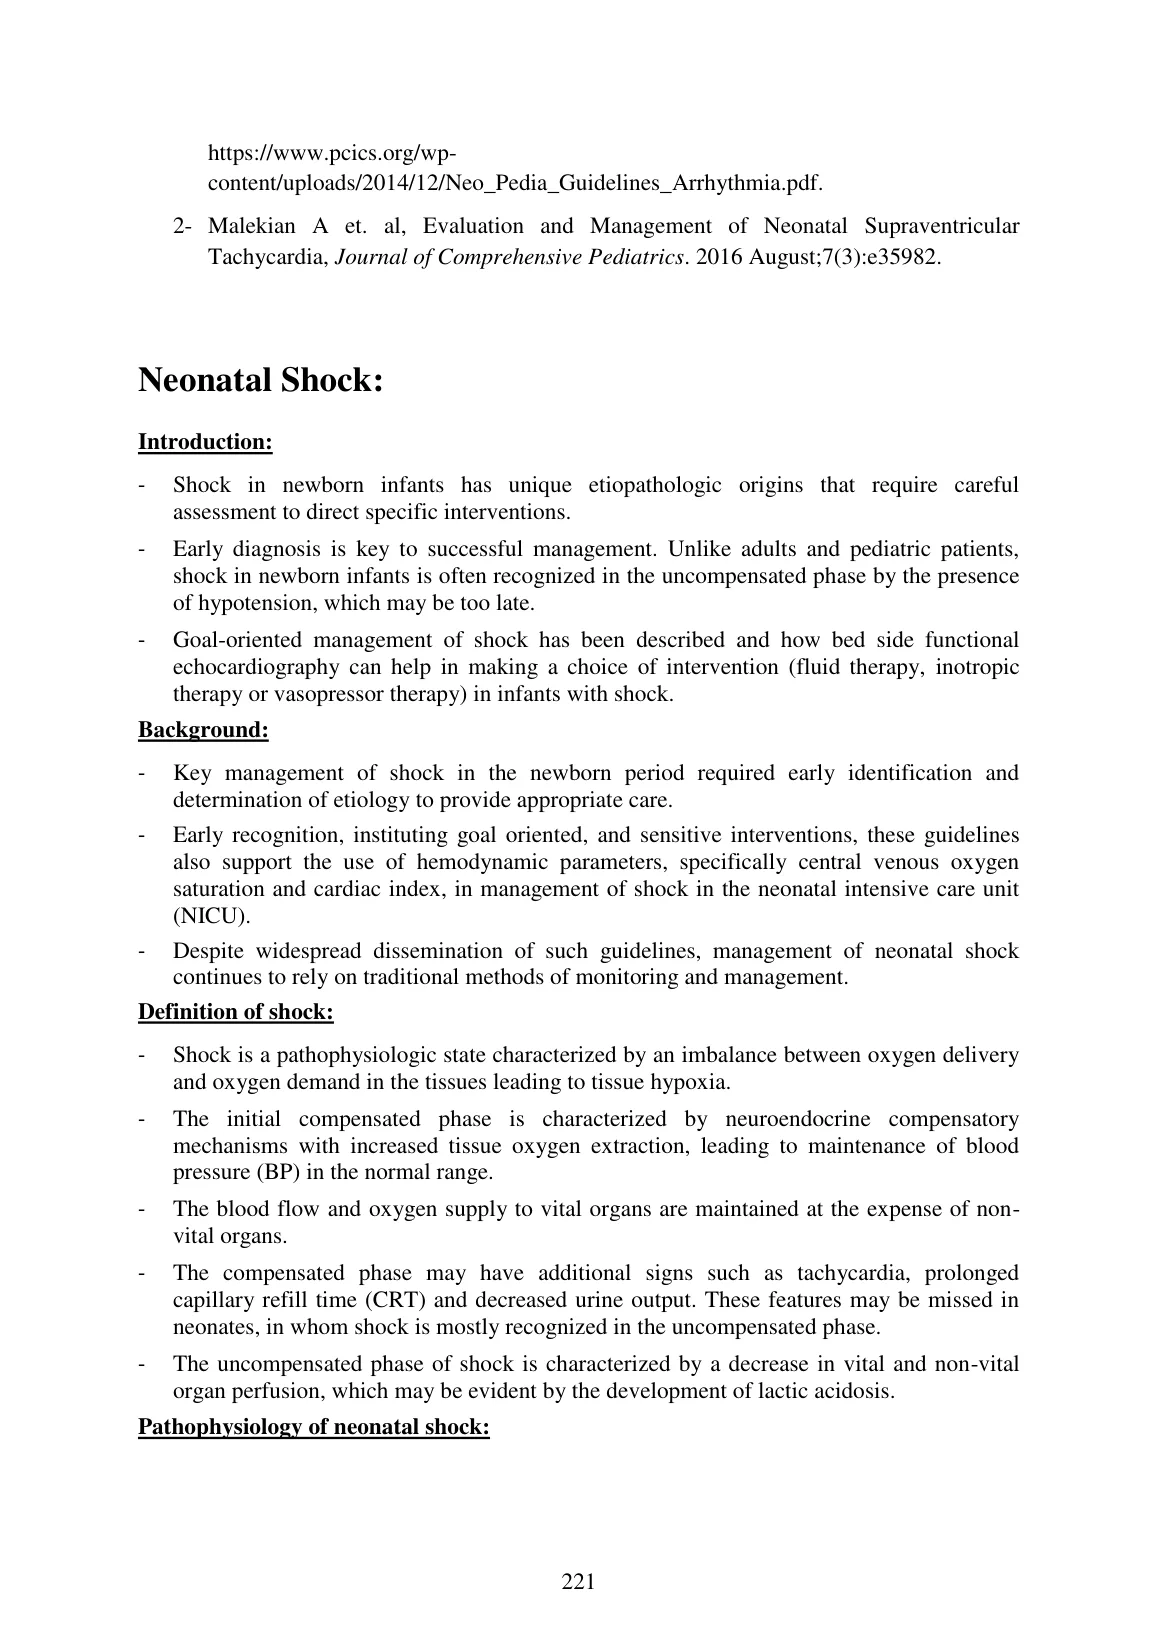 https://www.pcics.org/wp-
content/uploads/2014/12/Neo_Pedia_Guidelines_Arrhythmia.pdf.
2- Malekian A et. al, Evaluation and Management of Neonatal Supraventricular
Tachycardia, Journal of Comprehensive Pediatrics. 2016 August;7(3):e35982.
Neonatal Shock:
Introduction:
- Shock in newborn infants has unique etiopathologic origins that require careful
assessment to direct specific interventions.
- Early diagnosis is key to successful management. Unlike adults and pediatric patients,
shock in newborn infants is often recognized in the uncompensated phase by the presence
of hypotension, which may be too late.
- Goal-oriented management of shock has been described and how bed side functional
echocardiography can help in making a choice of intervention (fluid therapy, inotropic
therapy or vasopressor therapy) in infants with shock.
Background:
- Key management of shock in the newborn period required early identification and
determination of etiology to provide appropriate care.
- Early recognition, instituting goal oriented, and sensitive interventions, these guidelines
also support the use of hemodynamic parameters, specifically central venous oxygen
saturation and cardiac index, in management of shock in the neonatal intensive care unit
(NICU).
- Despite widespread dissemination of such guidelines, management of neonatal shock
continues to rely on traditional methods of monitoring and management.
Definition of shock:
- Shock is a pathophysiologic state characterized by an imbalance between oxygen delivery
and oxygen demand in the tissues leading to tissue hypoxia.
- The initial compensated phase is characterized by neuroendocrine compensatory
mechanisms with increased tissue oxygen extraction, leading to maintenance of blood
pressure (BP) in the normal range.
- The blood flow and oxygen supply to vital organs are maintained at the expense of non-
vital organs.
- The compensated phase may have additional signs such as tachycardia, prolonged
capillary refill time (CRT) and decreased urine output. These features may be missed in
neonates, in whom shock is mostly recognized in the uncompensated phase.
- The uncompensated phase of shock is characterized by a decrease in vital and non-vital
organ perfusion, which may be evident by the development of lactic acidosis.
Pathophysiology of neonatal shock:
221